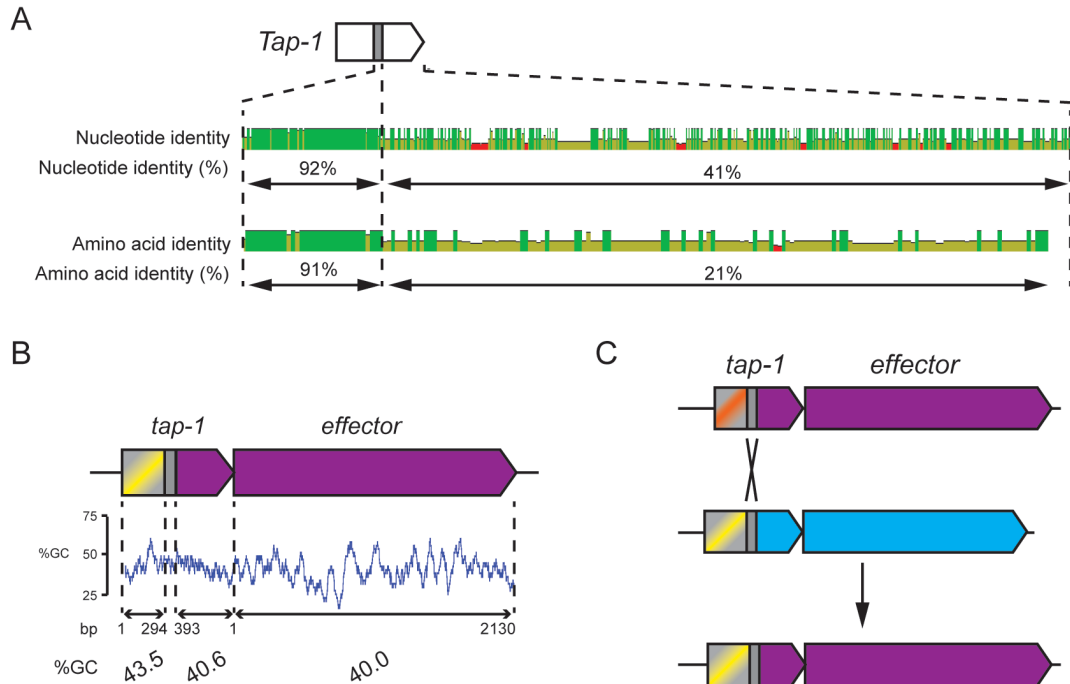 A
Tap-1
Nucleotide identity
Nucleotide identity (%)
92%
41%
Amino acid identity
Amino acid identity (%)
91%
21%
B
tap-1 effector
75
%GC 50
25
bp 1 294 393 1 2130
%GC 43.5 40.6 40.0
C
tap-1 effector